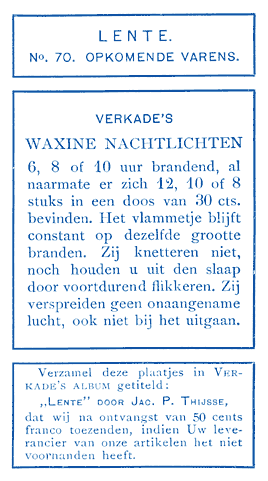 LENTE.
No. 70. OPKOMENDE VARENS.
VERKADE'S
WAXINE NACHTLICHTEN
6, 8 of 10 uur brandend, al
naarmate er zich 12, 10 of 8
stuks in een doos van 30 cts.
bevinden. Het vlammetje blijft
constant op dezelfde grootte
branden. Zij knetteren niet,
noch houden u uit den slaap
door voortdurend flikkeren. Zij
verspreiden geen onaangename
lucht, ook niet bij het uitgaan.
Verzamel deze plaatjes in VER-
KADE'S ALBUM getiteld:
„LENTE” DOOR JAC. P. THIJSSE,
dat wij na ontvangst van 50 cents
franco toezenden, indien Uw leve-
rancier van onze artikelen het niet
voorhanden heeft.